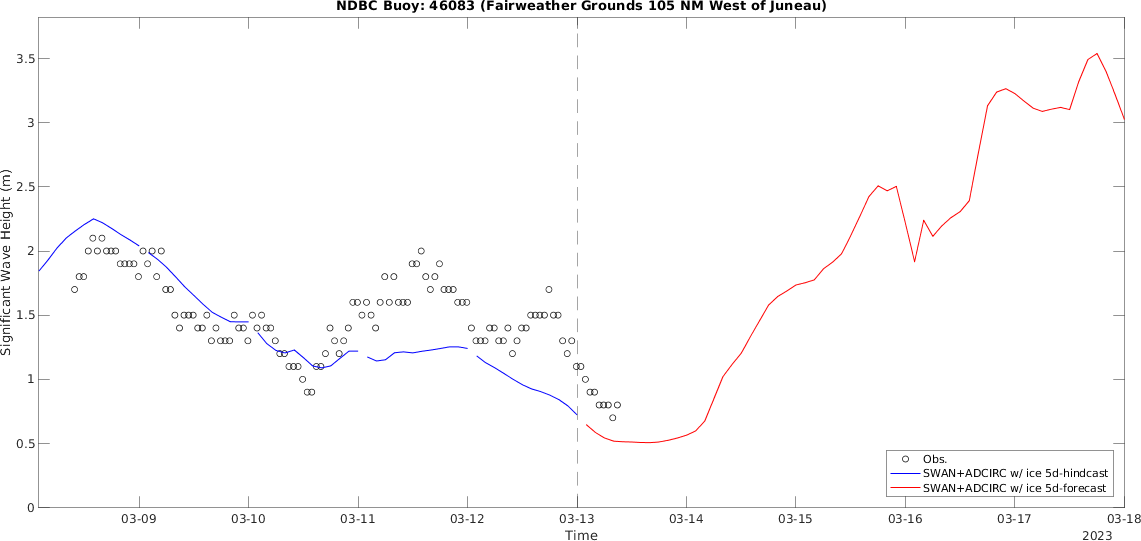 NDBC Buoy: 46083 (Fairweather Grounds 105 NM West of Juneau)
Significant Wave Height (m)
3.5
3
2.5
2
1.5
1
0.5
0
Obs.
SWAN+ADCIRC w/ ice 5d-hindcast
SWAN+ADCIRC w/ ice 5d-forecast
03-09 03-10 03-11 03-12 03-13 03-14 03-15 03-16 03-17 03-18
Time
2023